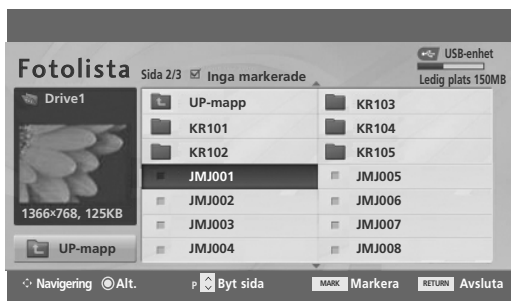 USB-enhet
Fotolista
Sida 2/3
Inga markerade
Ledig plats 150MB
Drive1
1366×768, 125KB
UP-mapp
UP-mapp
KR101
KR102
JMJ001
JMJ002
JMJ003
JMJ004
KR103
KR104
KR105
JMJ005
JMJ006
JMJ007
JMJ008
Navigering Alt. P Byt sida MARK Markera RETURN Avsluta